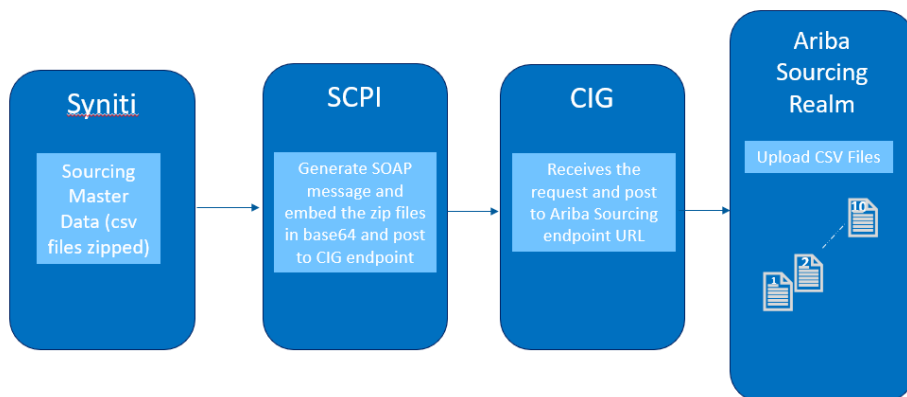 Syniti
Sourcing
Master
Data (csv
files zipped)
SCPI
Generate SOAP
message and
embed the zip files
in base64 and post
to CIG endpoint
CIG
Receives the
request and post
to Ariba Sourcing
endpoint URL
Ariba
Sourcing
Realm
Upload CSV Files
10
2
1